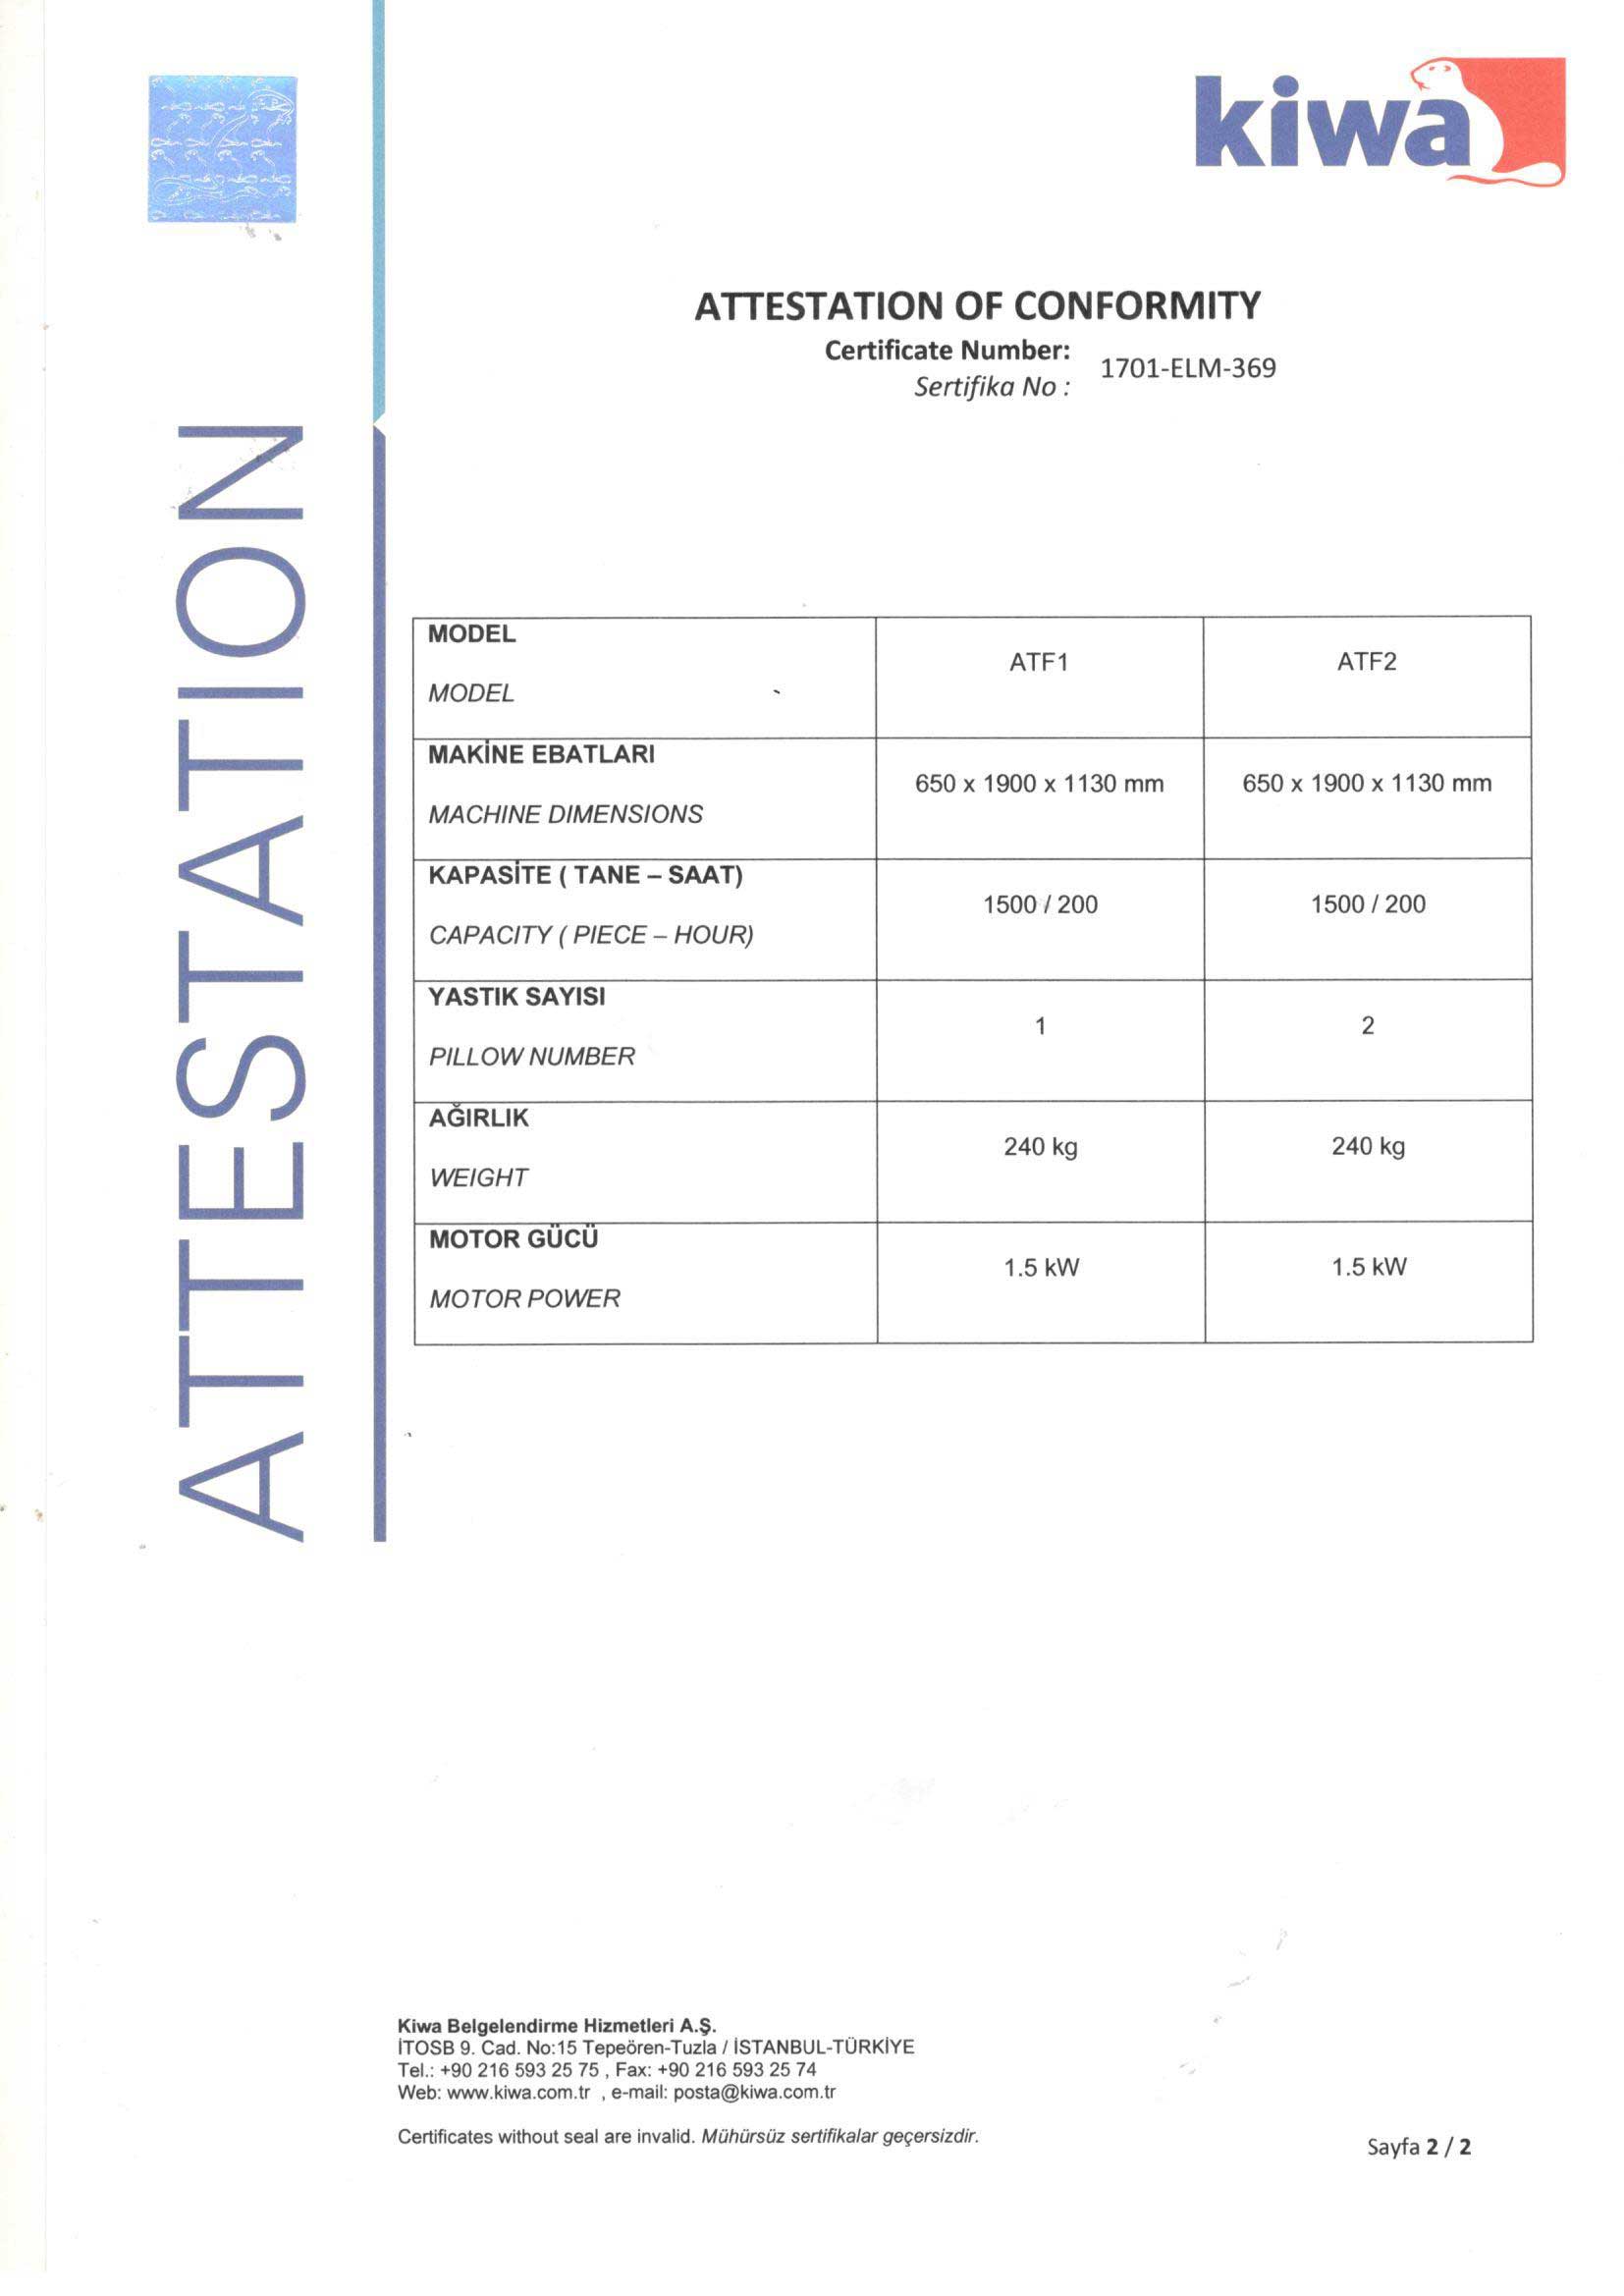 kiwa
ATTESTATION OF CONFORMITY
Certificate Number:
Sertifika No :
1701-ELM-369
ATTESTATION
MODEL
MODEL
ATF1
ATF2
MAKİNE EBATLARI
MACHINE DIMENSIONS
650 x 1900 x 1130 mm
650 x 1900 x 1130 mm
KAPASİTE ( TANE – SAAT)
CAPACITY ( PIECE – HOUR)
1500 / 200
1500 / 200
YASTIK SAYISI
PILLOW NUMBER
1
2
AĞIRLIK
WEIGHT
240 kg
240 kg
MOTOR GÜCÜ
MOTOR POWER
1.5 kW
1.5 kW
Kiwa Belgelendirme Hizmetleri A.Ş.
İTOSB 9. Cad. No:15 Tepeören-Tuzla / İSTANBUL-TÜRKİYE
Tel.: +90 216 593 25 75 , Fax: +90 216 593 25 74
Web: www.kiwa.com.tr , e-mail: posta@kiwa.com.tr
Certificates without seal are invalid. Mühürsüz sertifikalar geçersizdir.
Sayfa 2 / 2